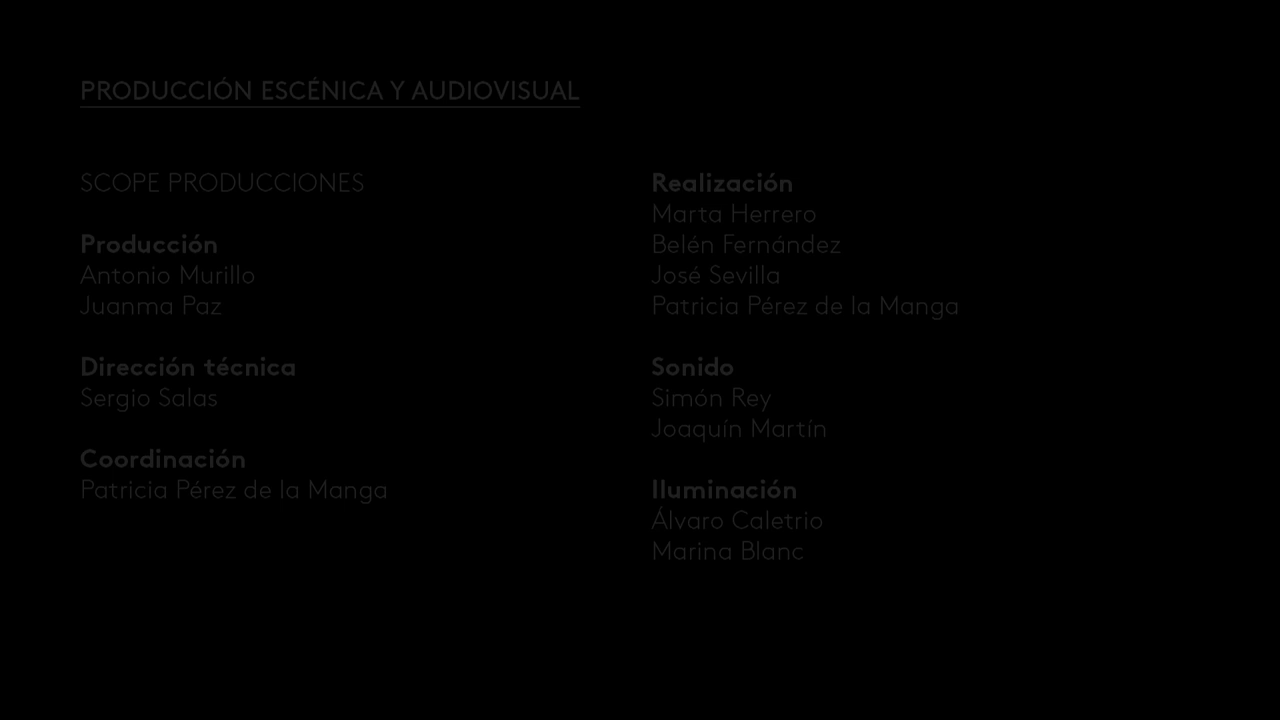 PRODUCCIÓN ESCÉNICA Y AUDIOVISUAL
SCOPE PRODUCCIONES
Producción
Antonio Murillo
Juanma Paz
Dirección técnica
Sergio Salas
Coordinación
Patricia Pérez de la Manga
Realización
Marta Herrero
Belén Fernández
José Sevilla
Patricia Pérez de la Manga
Sonido
Simón Rey
Joaquín Martín
Iluminación
Álvaro Caletrio
Marina Blanc